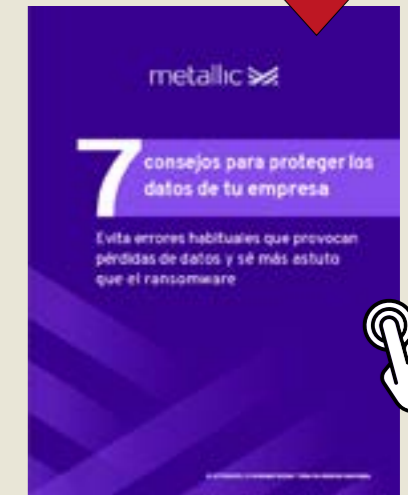 metallic
7 consejos para proteger los
datos de tu empresa
Evita errores habituales que provocan
pérdidas de datos y sé más astuto
que el ransomware